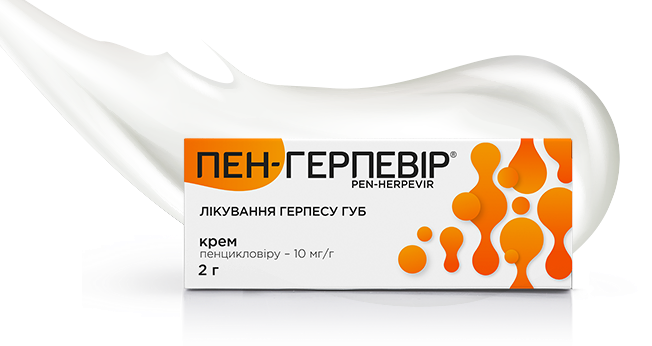 ПЕН-ГЕРПЕВІР®
PEN-HERPEVIR
ЛІКУВАННЯ ГЕРПЕСУ ГУБ
крем
пенцикловіру – 10 мг/г
2 г